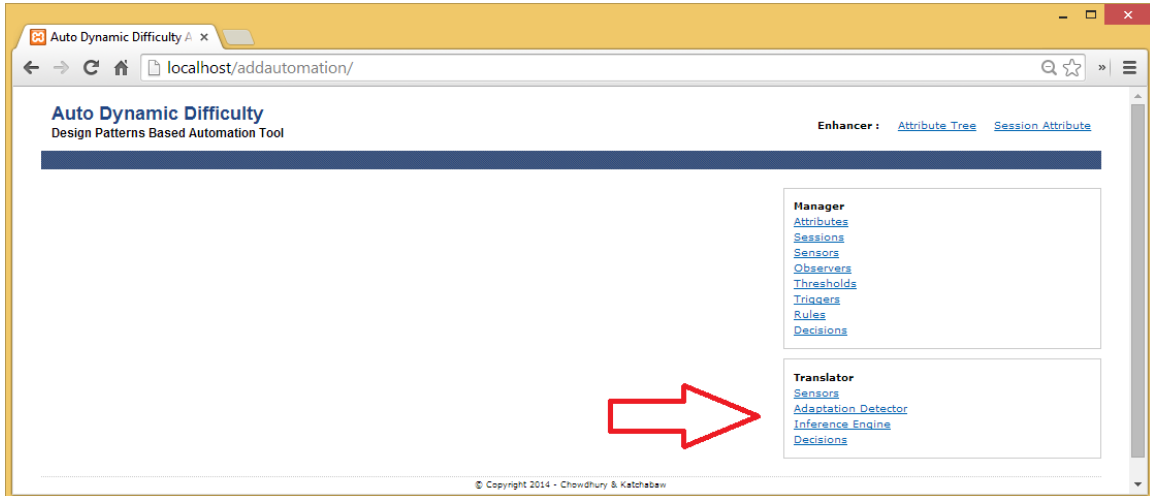 Auto Dynamic Difficulty A
localhost/addautomation/
Auto Dynamic Difficulty
Design Patterns Based Automation Tool
Enhancer : Attribute Tree Session Attribute
Manager
Attributes
Sessions
Sensors
Observers
Thresholds
Triggers
Rules
Decisions
Translator
Sensors
Adaptation Detector
Inference Engine
Decisions
© Copyright 2014 - Chowdhury & Katchabaw